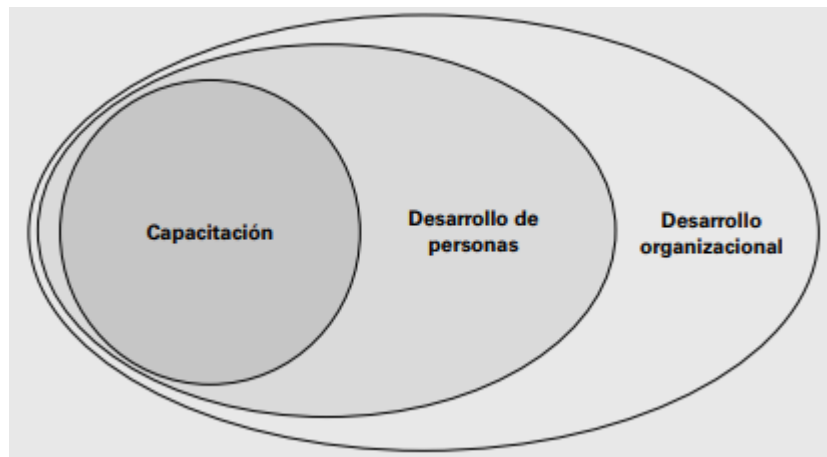 Capacitación
Desarrollo de
personas
Desarrollo
organizacional